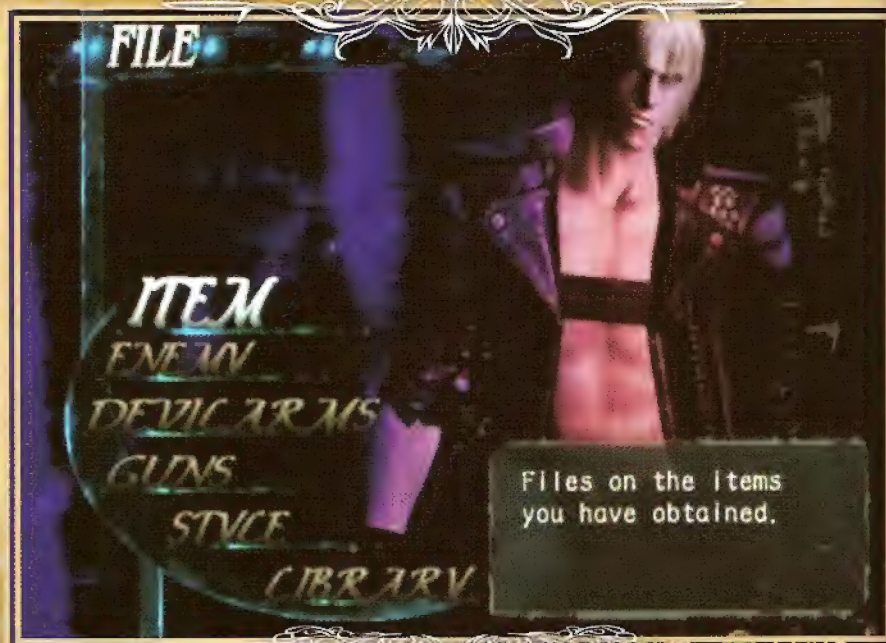 FILE
ITEM
ENEMY
DEVIL ARMS
GUNS
STYLE
LIBRARY
Files on the items
you have obtained.